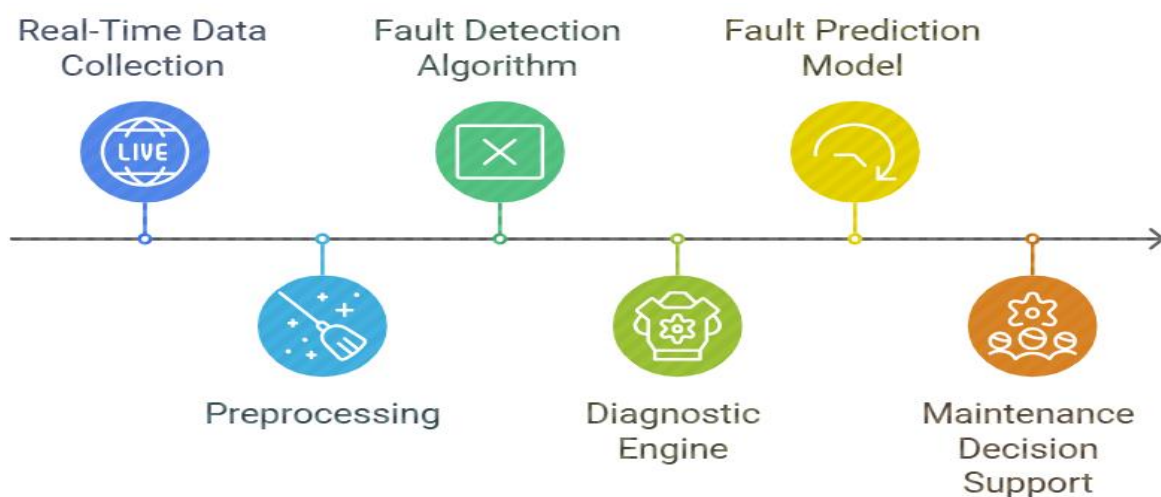 Real-Time Data
Collection
Fault Detection
Algorithm
Fault Prediction
Model
LIVE
Preprocessing
Diagnostic
Engine
Maintenance
Decision
Support